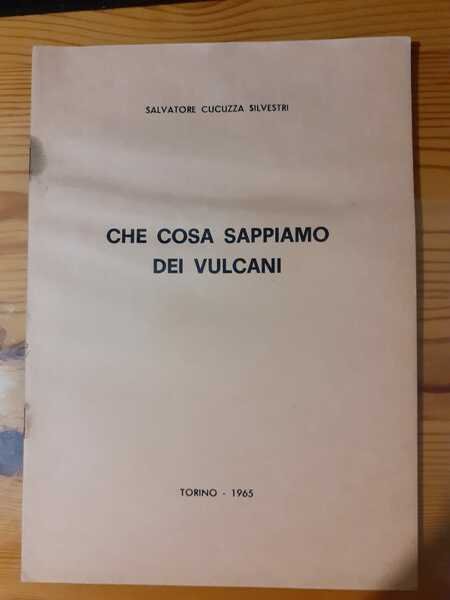 SALVATORE CUCUZZA SILVESTRI
CHE COSA SAPPIAMO
DEI VULCANI
TORINO - 1965